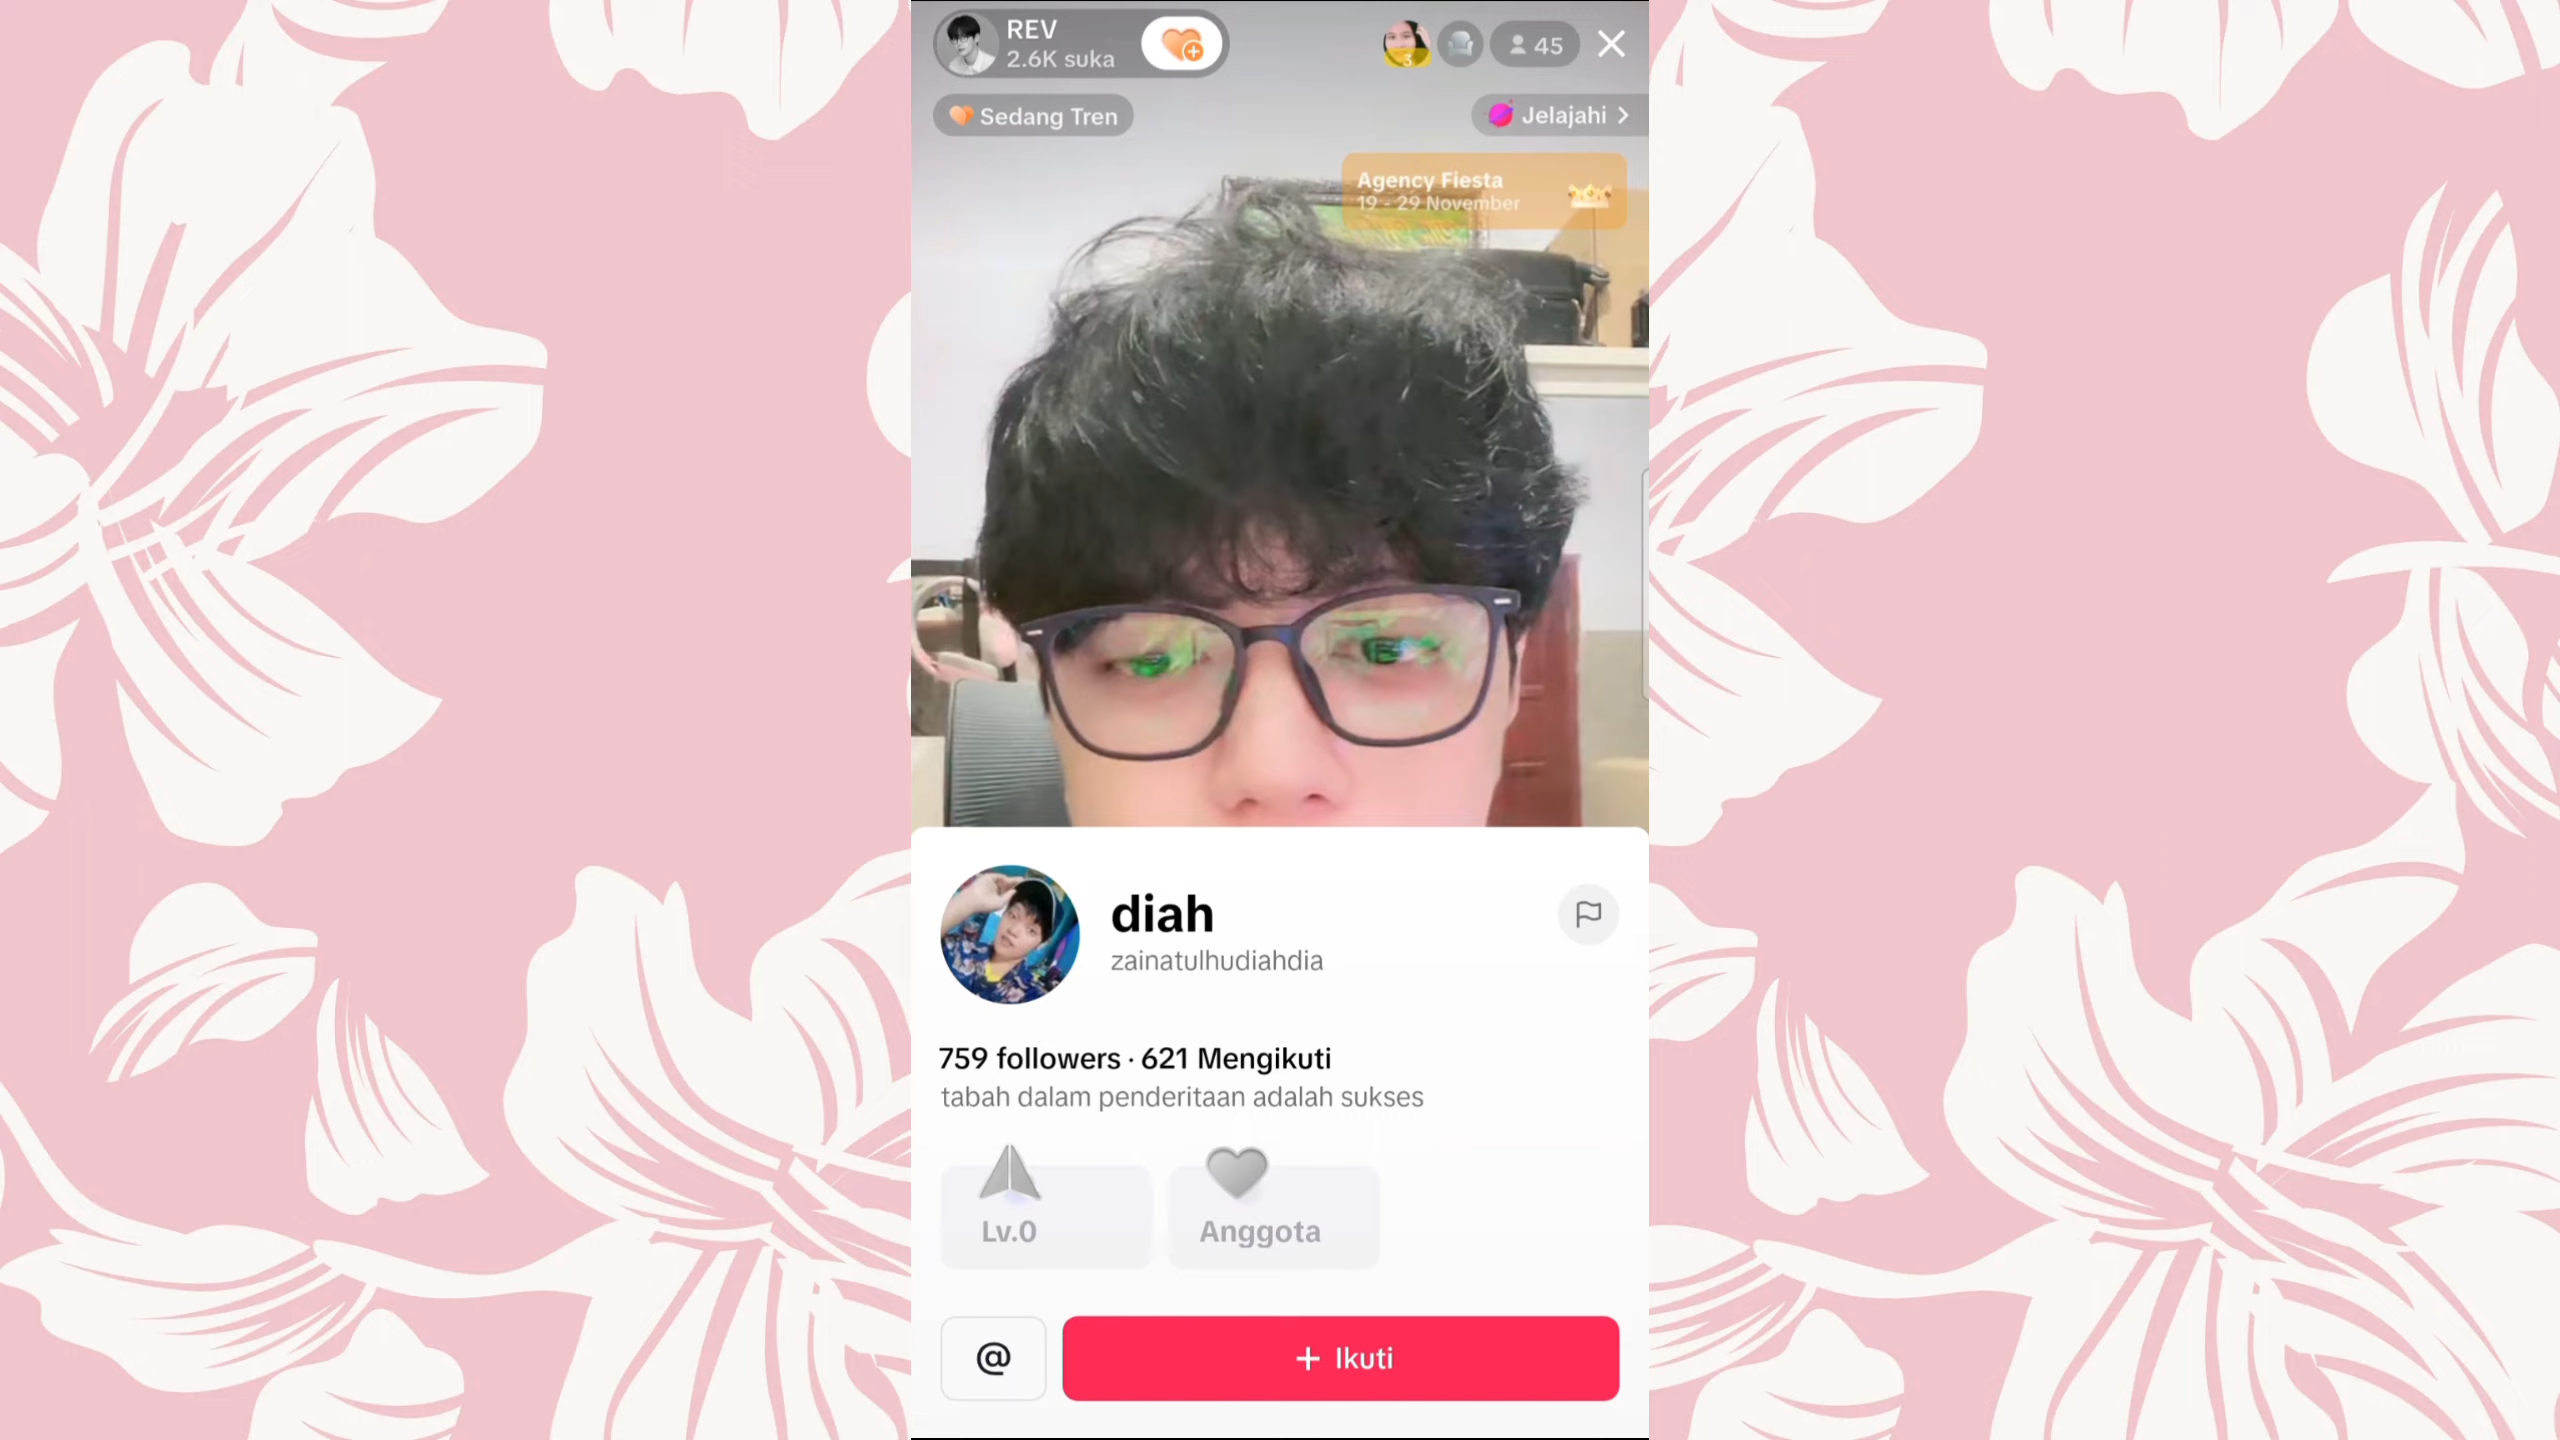 REV
2.6K suka
3
45
Sedang Tren
Jelajahi
Agency Fiesta
19 - 29 November
diah
zainatulhudiahdia
759 followers · 621 Mengikuti
tabah dalam penderitaan adalah sukses
Lv.0
Anggota
@
+ Ikuti